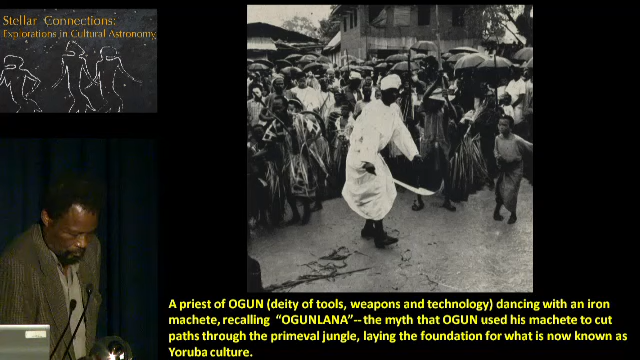 Stellar Connections:
Explorations in Cultural Astronomy
A priest of OGUN (deity of tools, weapons and technology) dancing with an iron
machete, recalling “OGUNLANA”-- the myth that OGUN used his machete to cut
paths through the primeval jungle, laying the foundation for what is now known as
Yoruba culture.